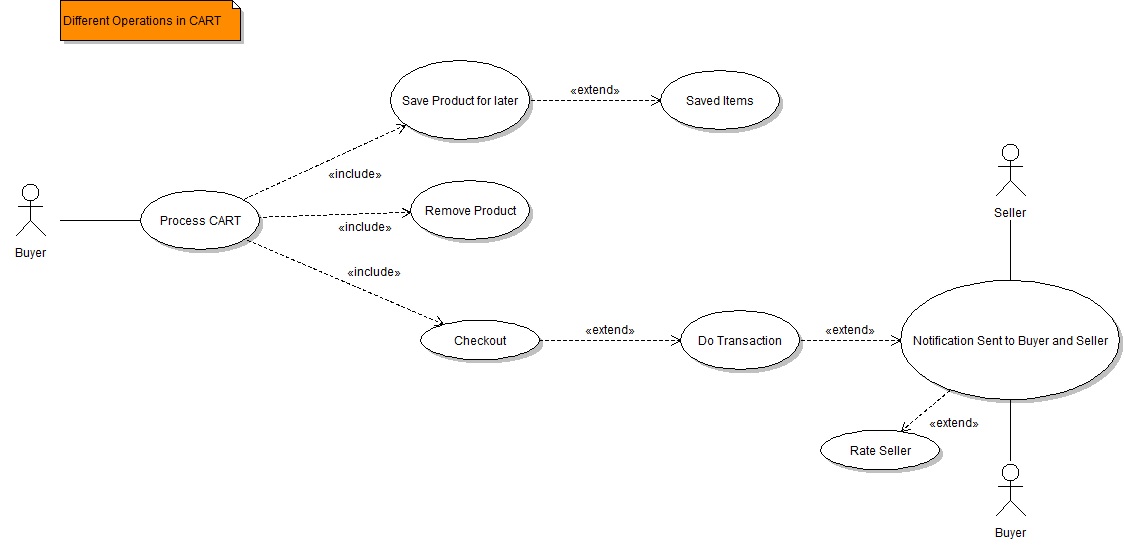 Different Operations in CART
Save Product for later
«extend»
Saved Items
«include»
Seller
Buyer
Process CART
Remove Product
«include»
«include»
Checkout
«extend»
Do Transaction
«extend»
Notification Sent to Buyer and Seller
«extend»
Rate Seller
Buyer